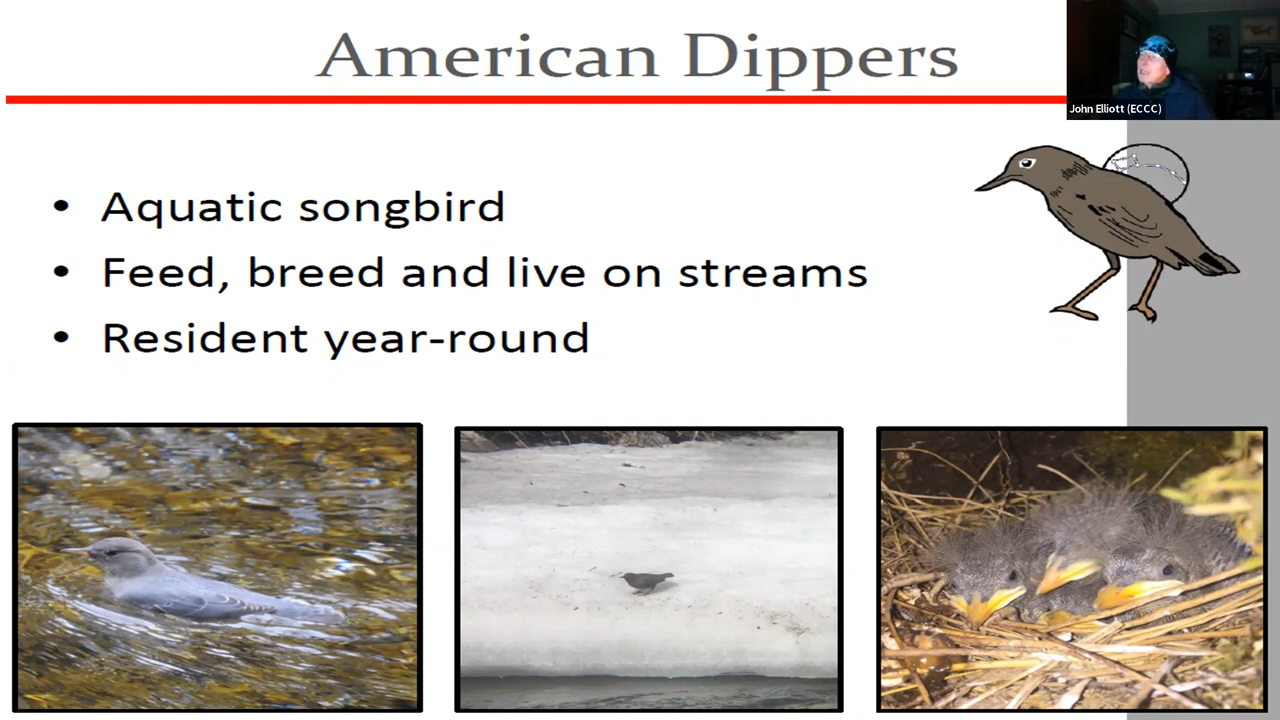 American Dippers
John Elliott (ECCC)
• Aquatic songbird
• Feed, breed and live on streams
• Resident year-round